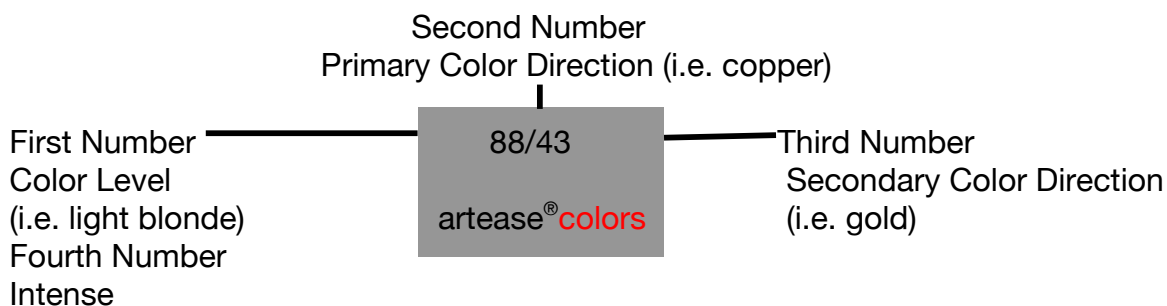 Second Number
Primary Color Direction (i.e. copper)
88/43
artease®colors
First Number
Color Level
(i.e. light blonde)
Fourth Number
Intense
Third Number
Secondary Color Direction
(i.e. gold)